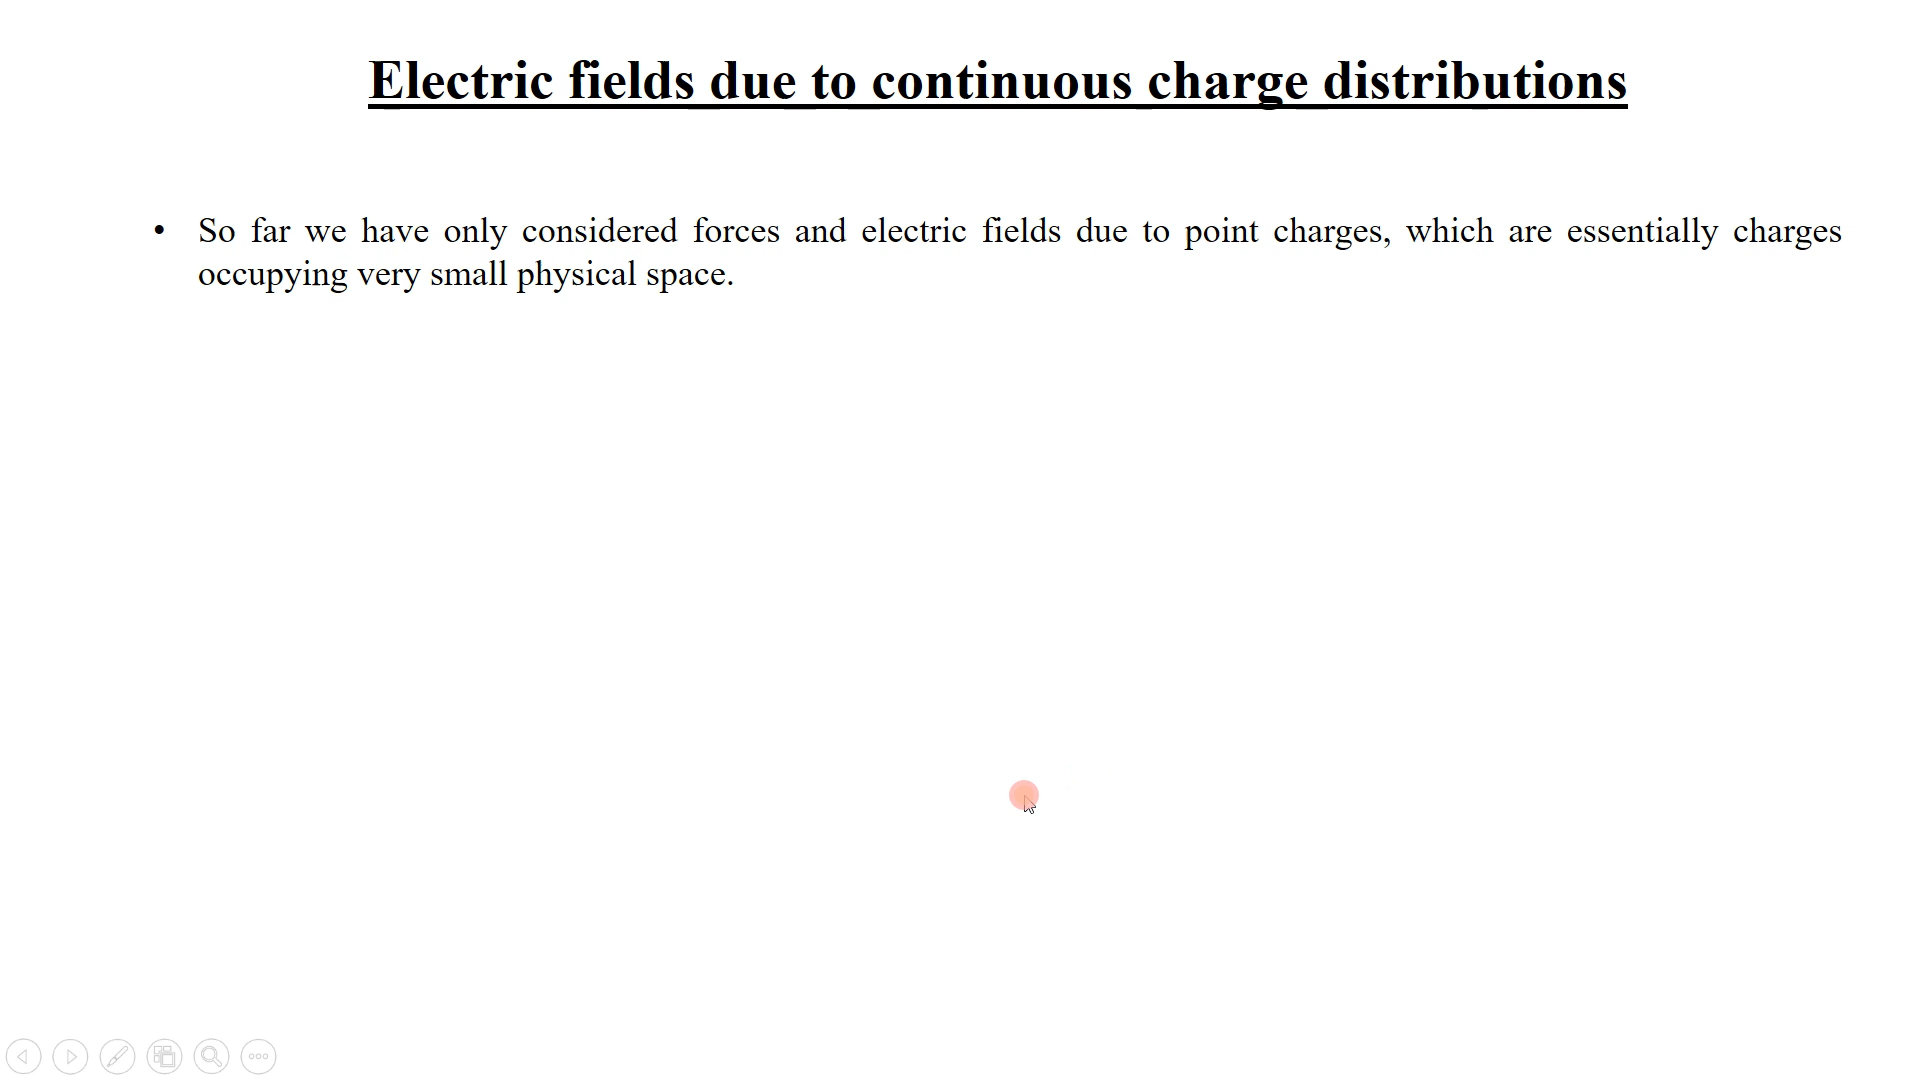 Electric fields due to continuous charge distributions
• So far we have only considered forces and electric fields due to point charges, which are essentially charges
occupying very small physical space.